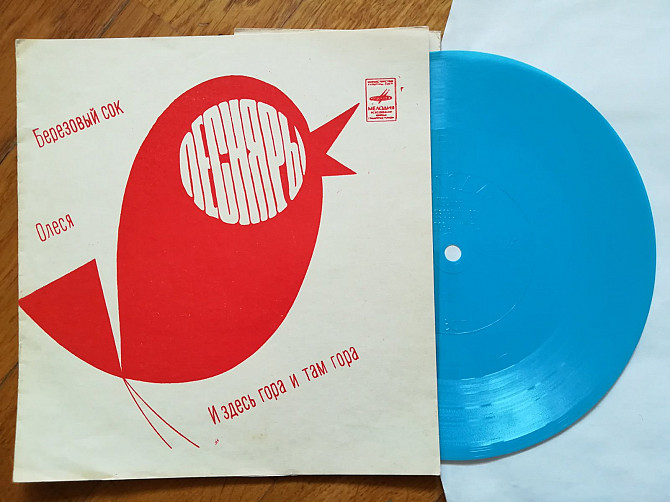 Березовый сок
ПЕСНЯРЫ
МЕЛОДИЯ
Олеся
И здесь гора и там гора